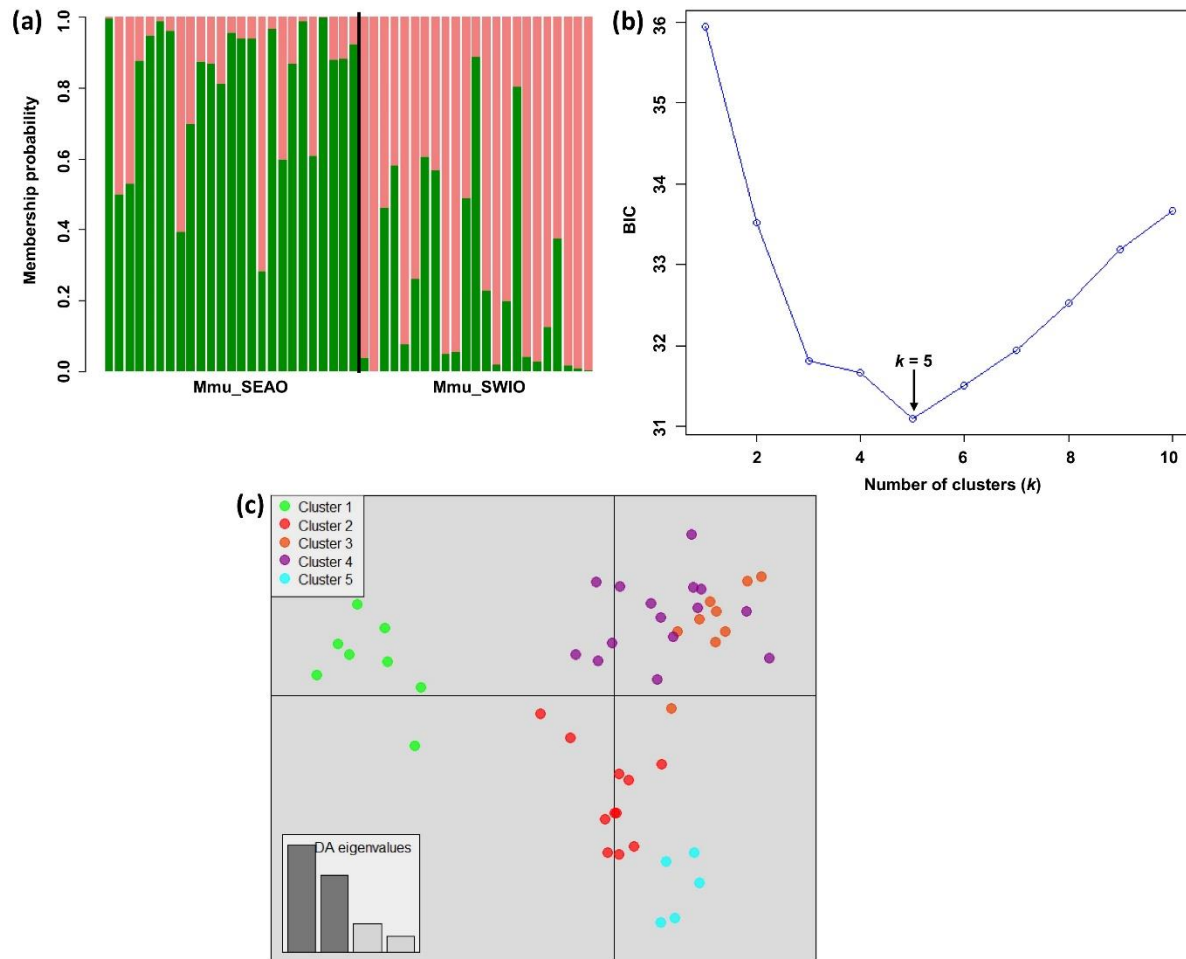 (a)
Membership probability
1.0
0.8
0.6
0.4
0.2
0.0
Mmu_SEAO
Mmu_SWIO
(b)
BIC
36
35
34
33
32
31
k = 5
2 4 6 8 10
Number of clusters (k)
(c)
Cluster 1
Cluster 2
Cluster 3
Cluster 4
Cluster 5
DA eigenvalues